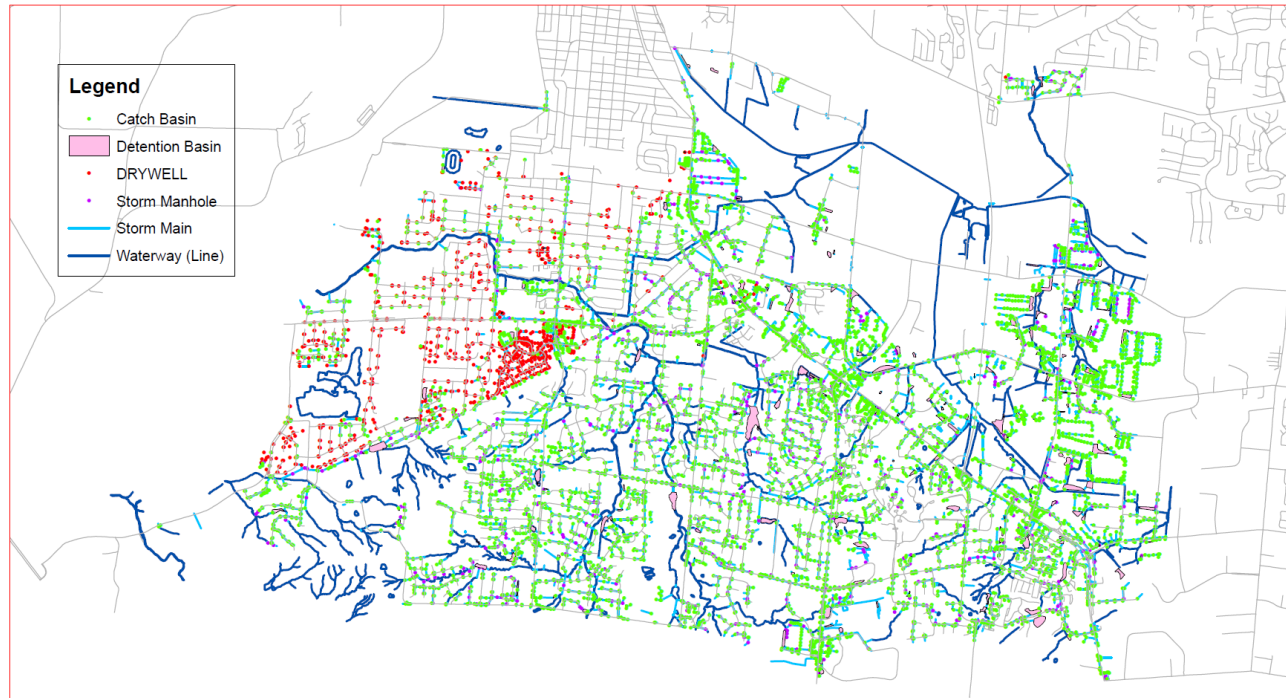 Legend
Catch Basin
Detention Basin
DRYWELL
Storm Manhole
Storm Main
Waterway (Line)